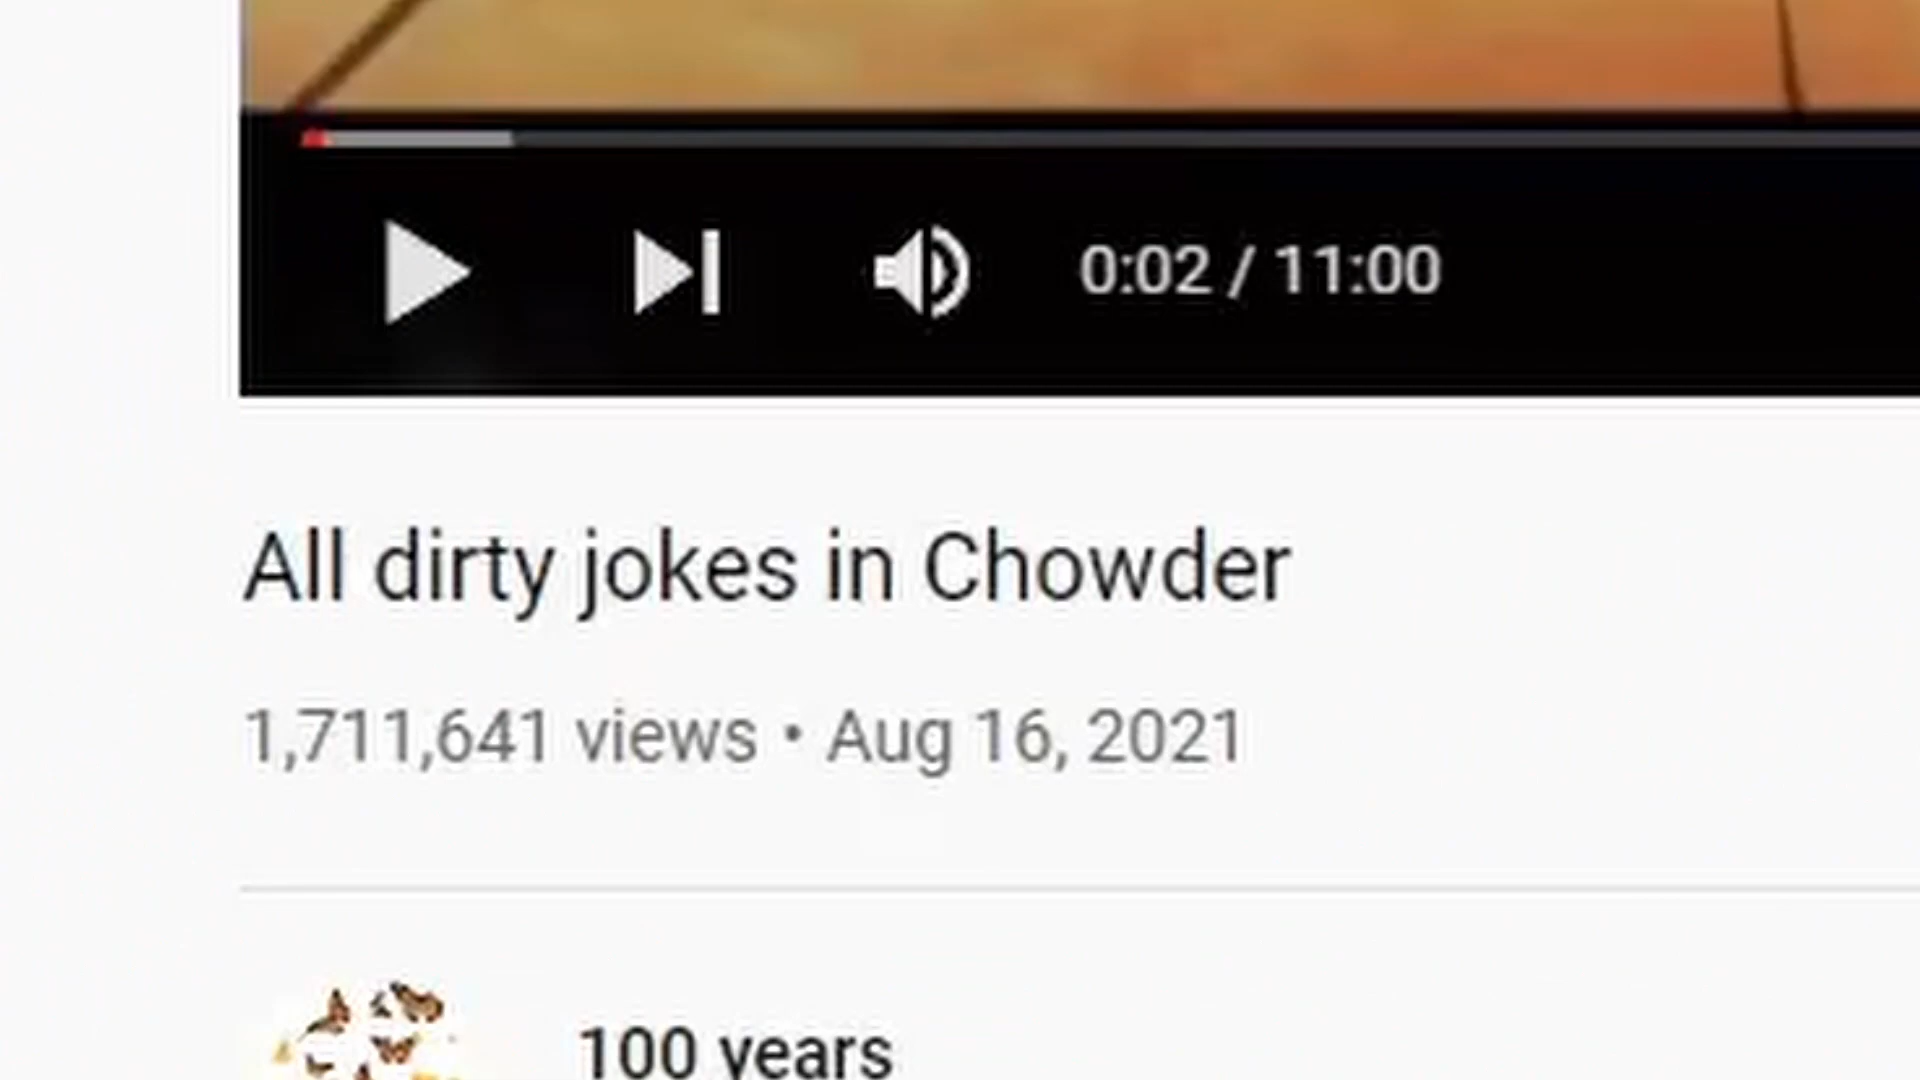 0:02 / 11:00
All dirty jokes in Chowder
1,711,641 views • Aug 16, 2021
100 years